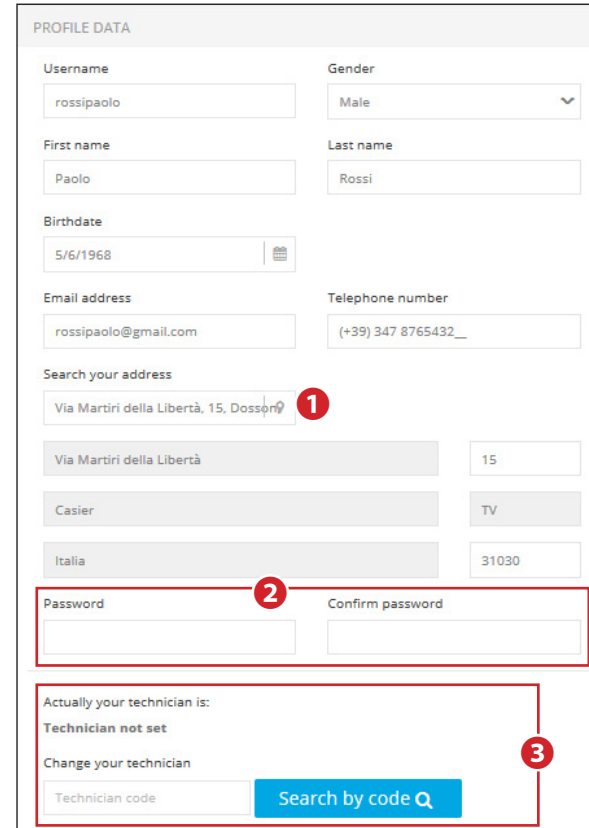 PROFILE DATA
Username Gender
rossipaolo Male
First name Last name
Paolo Rossi
Birthdate
5/6/1968
Email address Telephone number
rossipaolo@gmail.com (+39) 347 8765432__
Search your address
Via Martiri della Libertà, 15, Dosson 1
Via Martiri della Libertà 15
Casier TV
Italia 31030
2
Password Confirm password
Actually your technician is:
Technician not set
3
Change your technician
Technician code Search by code